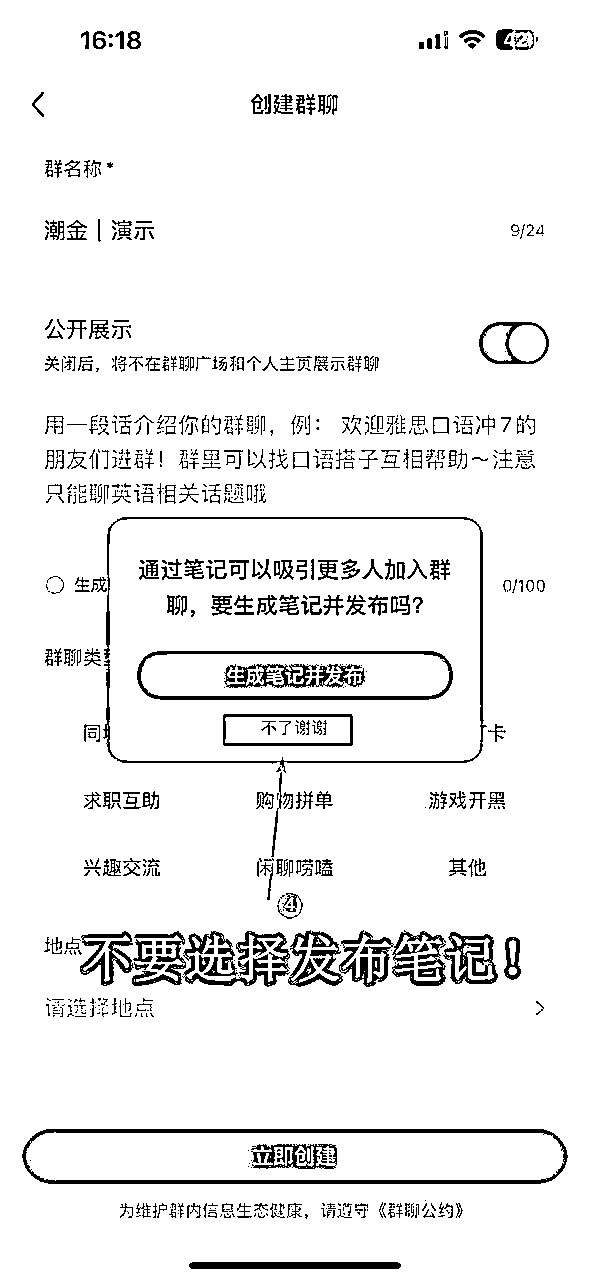 16:18
42
创建群聊
群名称*
潮金｜演示
9/24
公开展示
关闭后，将不在群聊广场和个人主页展示群聊
用一段话介绍你的群聊，例： 欢迎雅思口语冲7的
朋友们进群！群里可以找口语搭子互相帮助～注意
只能聊英语相关话题哦
通过笔记可以吸引更多人加入群
聊，要生成笔记并发布吗？
生成
0/100
群聊类型
生成笔记并发布
不了谢谢
同
卡
求职互助 购物拼单 游戏开黑
兴趣交流 闲聊唠嗑 其他
④
地点
不要选择发布笔记！
请选择地点
立即创建
为维护群内信息生态健康，请遵守《群聊公约》